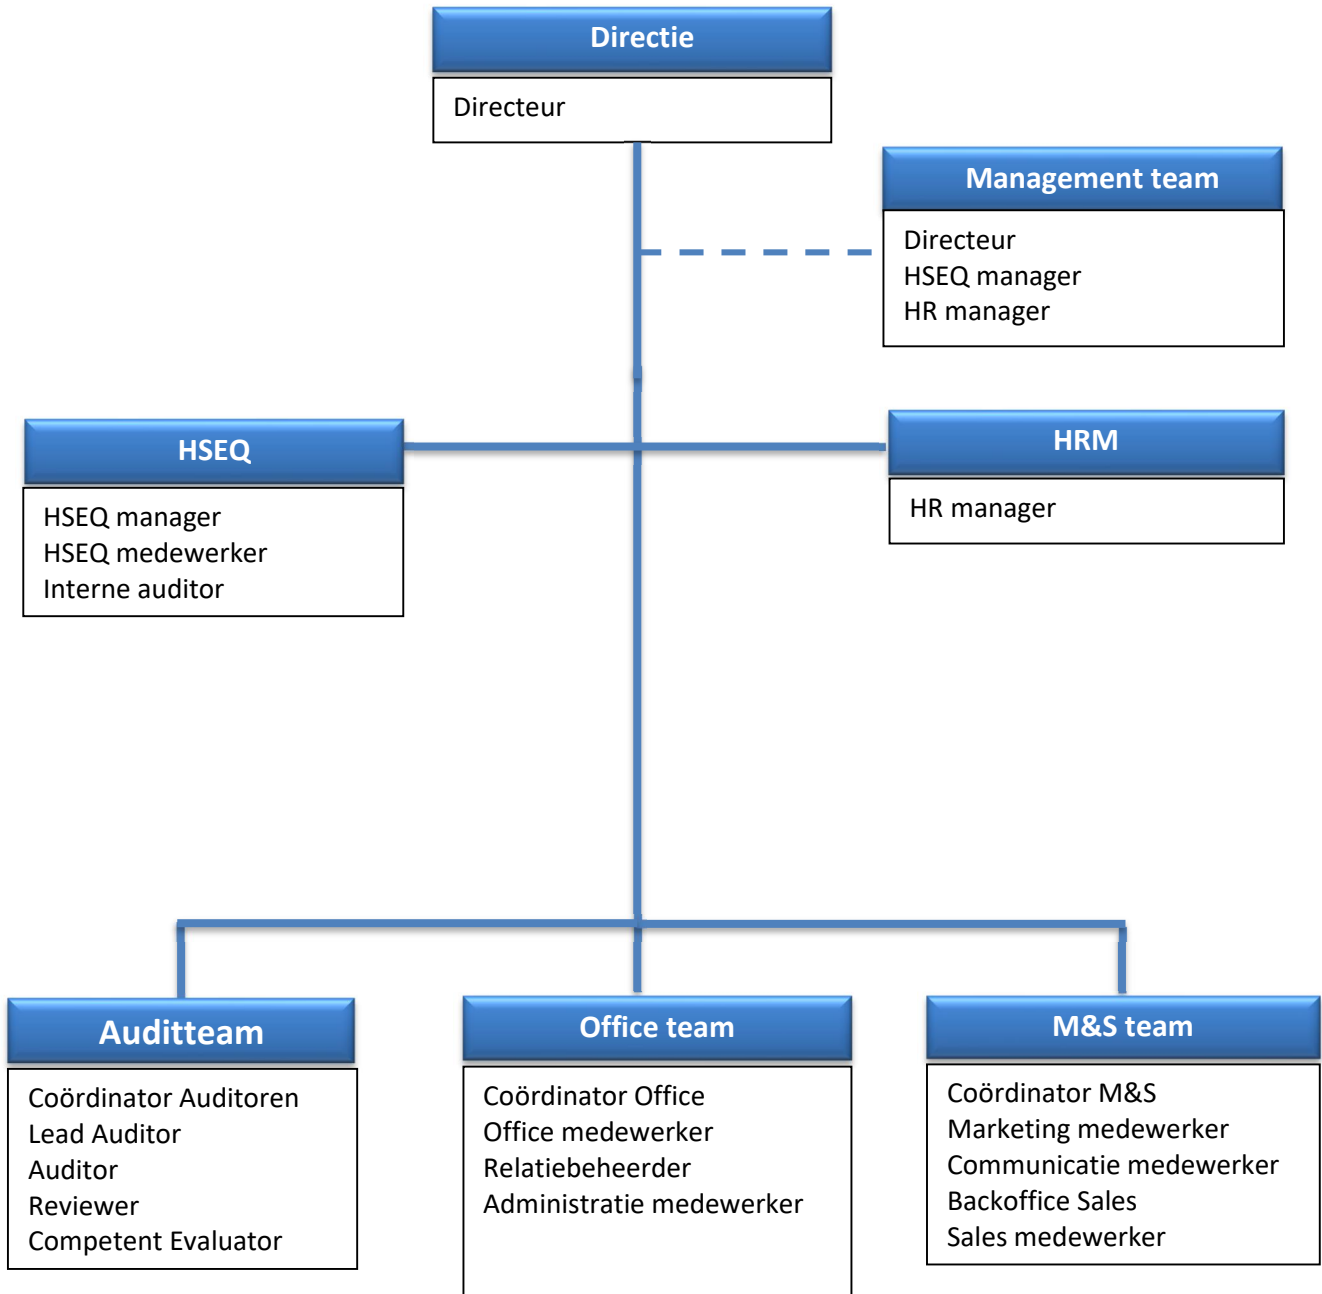 Directie
Directeur
Management team
Directeur
HSEQ manager
HR manager
HSEQ
HSEQ manager
HSEQ medewerker
Interne auditor
HRM
HR manager
Auditteam
Coördinator Auditoren
Lead Auditor
Auditor
Reviewer
Competent Evaluator
Office team
Coördinator Office
Office medewerker
Relatiebeheerder
Administratie medewerker
M&S team
Coördinator M&S
Marketing medewerker
Communicatie medewerker
Backoffice Sales
Sales medewerker